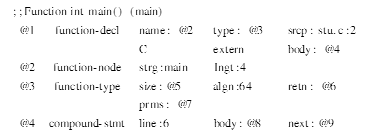 ;;Function int main() (main)
@1 function-decl name: @2 type: @3 srcp: stu.c:2
C extern body: @4
@2 function-node strg:main lngt:4
@3 function-type size: @5 algn:64 retn: @6
prms: @7
@4 compound-stmt line:6 body: @8 next: @9